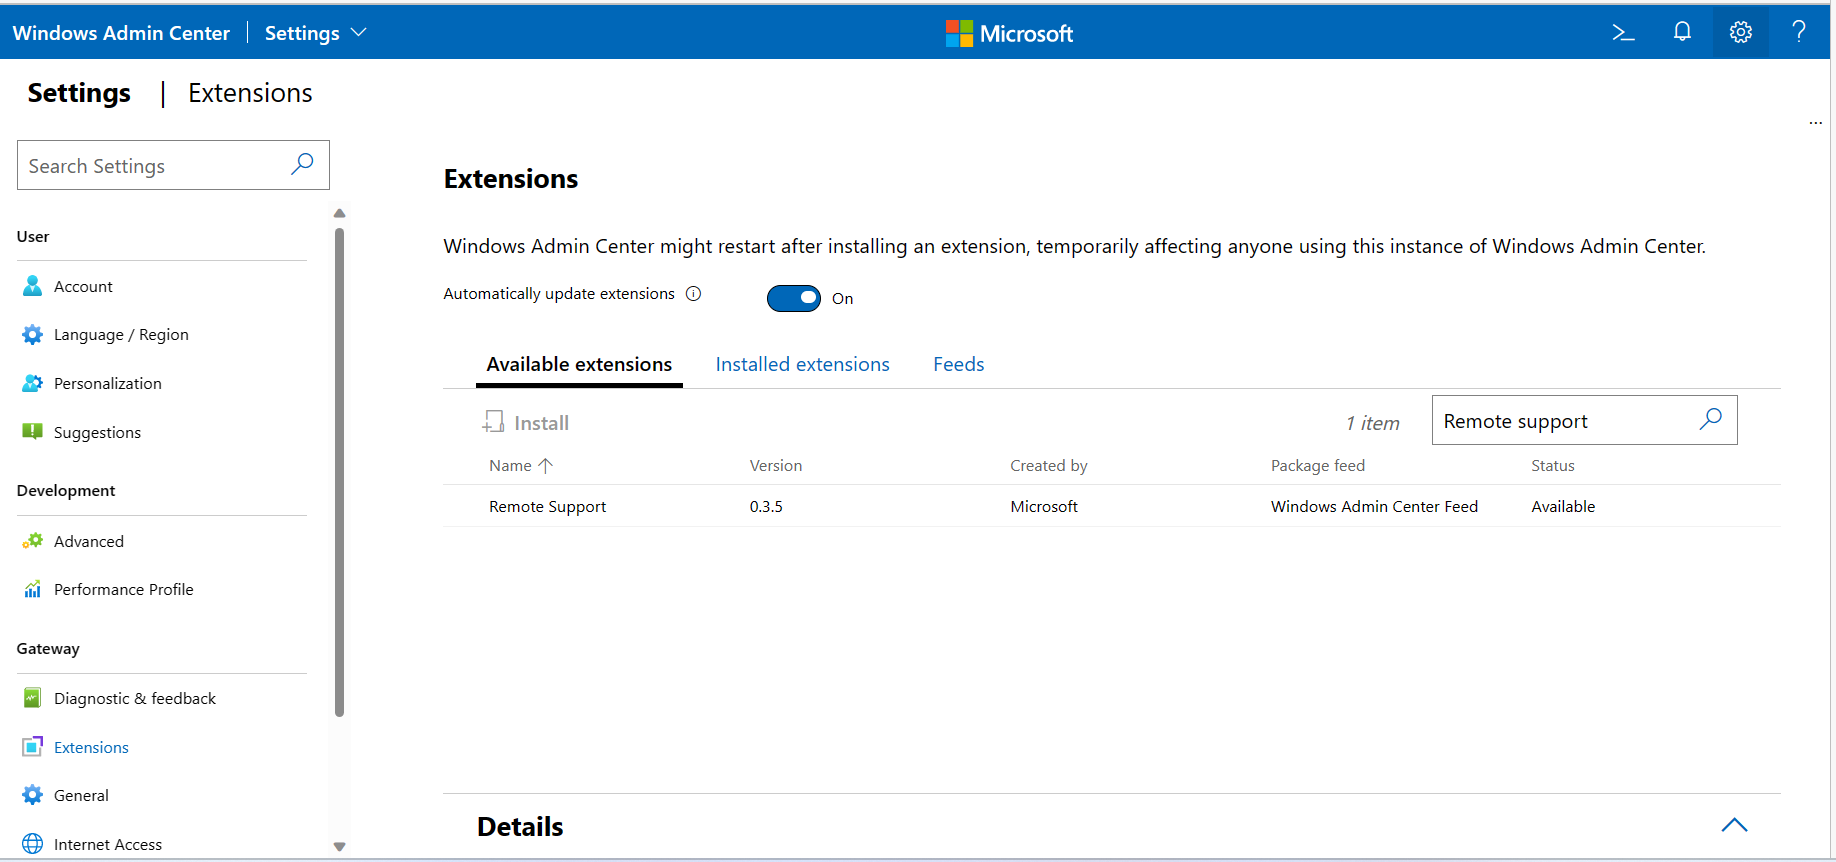 Windows Admin Center Settings Microsoft >_ ?
Settings | Extensions
...
Search Settings
User
Account
Language / Region
Personalization
Suggestions
Development
Advanced
Performance Profile
Gateway
Diagnostic & feedback
Extensions
General
Internet Access
Extensions
Windows Admin Center might restart after installing an extension, temporarily affecting anyone using this instance of Windows Admin Center.
Automatically update extensions On
Available extensions Installed extensions Feeds
Install 1 item Remote support
Name Version Created by Package feed Status
Remote Support 0.3.5 Microsoft Windows Admin Center Feed Available
Details